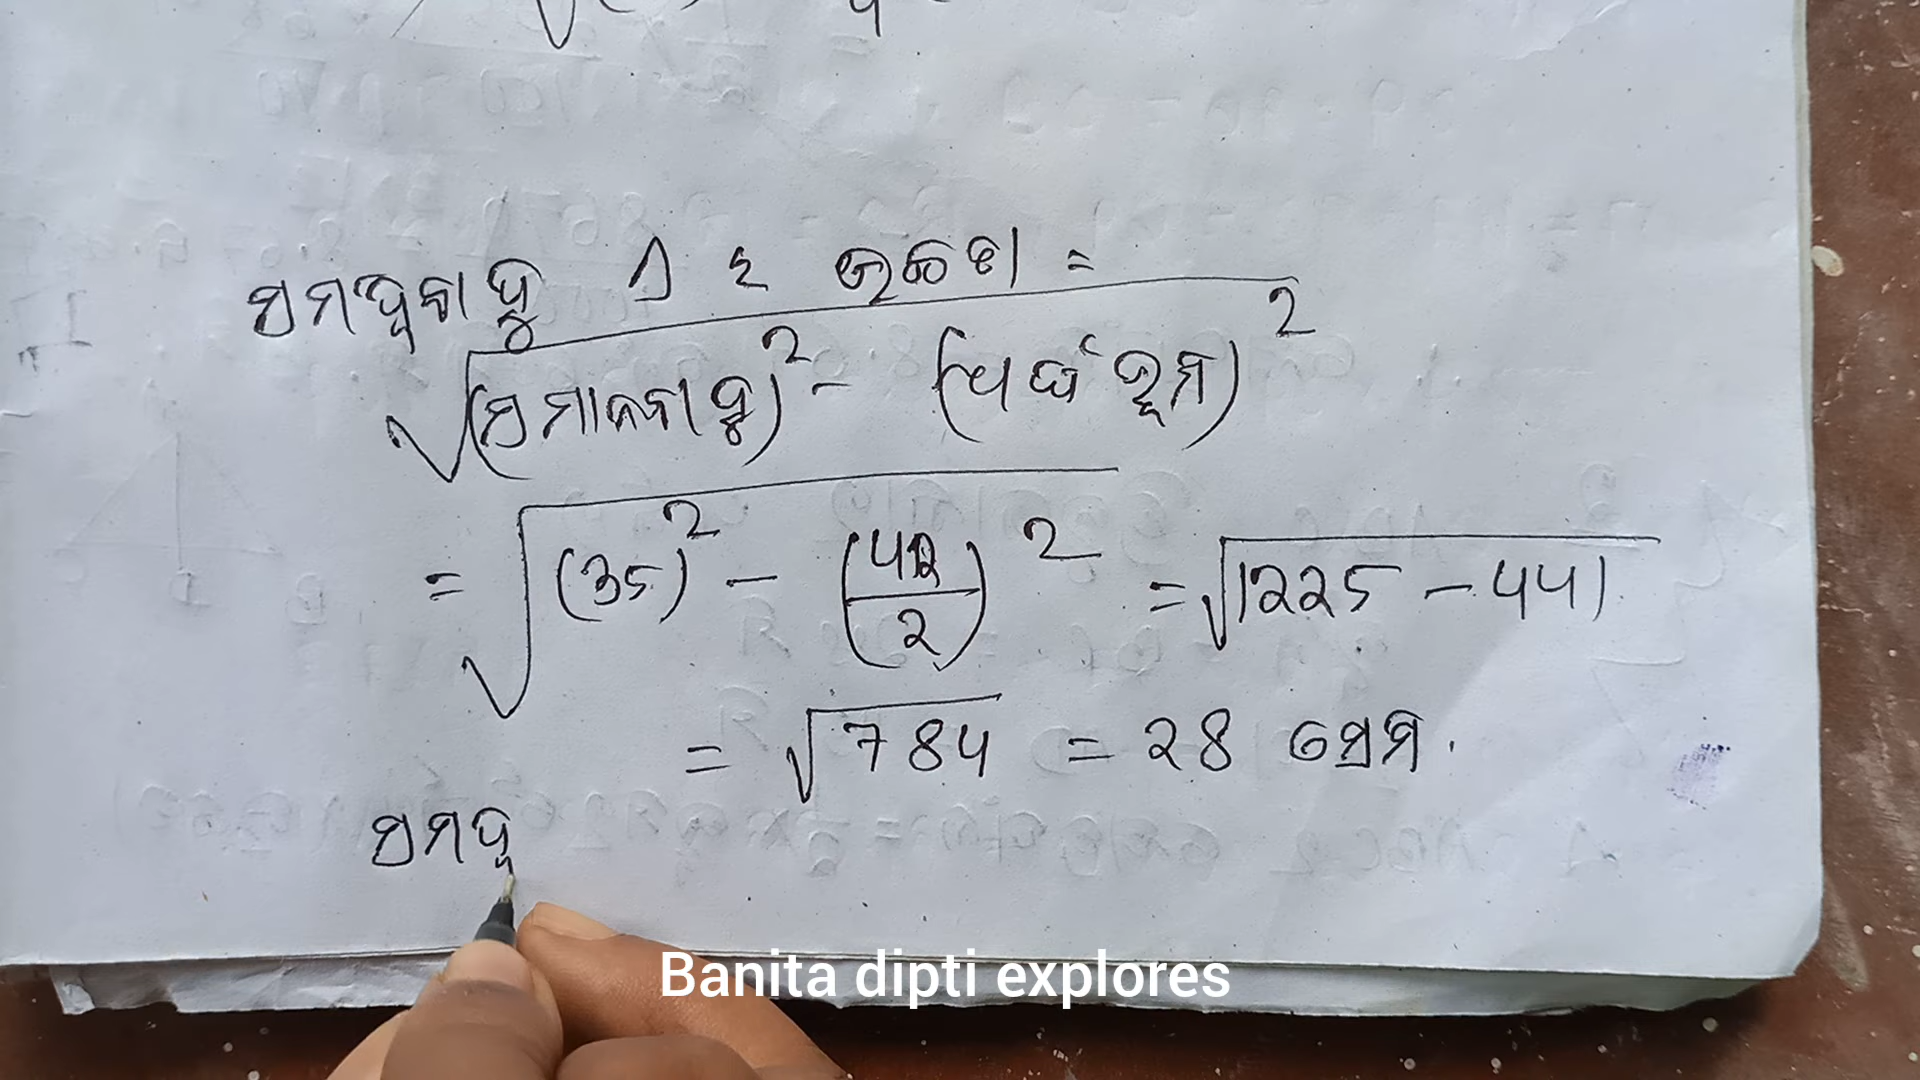 ସମଦ୍ୱିବାହୁ Δ ର ଉଚ୍ଚତା =
√(ସମାନବାହୁ)² - (ଅର୍ଦ୍ଧ ଭୂମି)²
= √(35)² - (42/2)² = √1225 - 441
= √784 = 28 ସେମି.
ସମଦ୍ୱ
Banita dipti explores